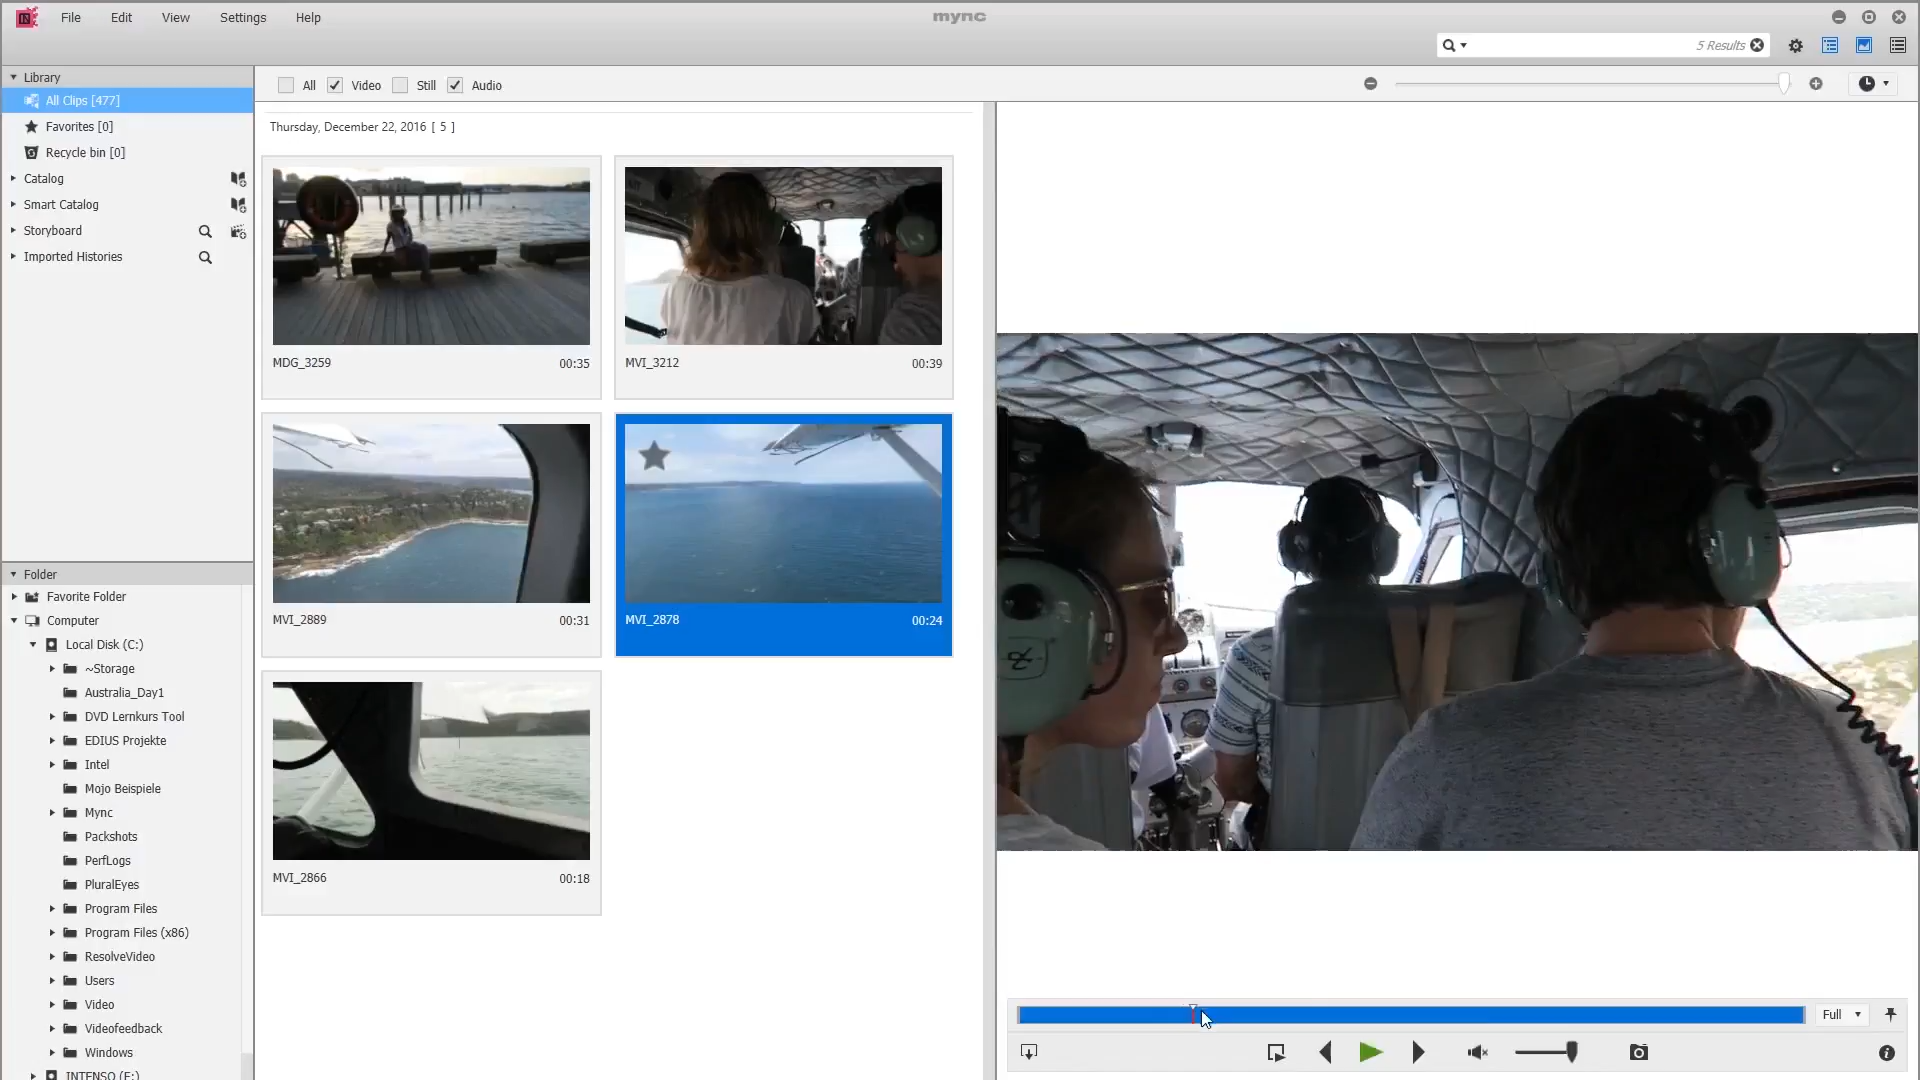 File Edit View Settings Help
mync
5 Results
Library
All Clips [477]
Favorites [0]
Recycle bin [0]
Catalog
Smart Catalog
Storyboard
Imported Histories
Folder
Favorite Folder
Computer
Local Disk (C:)
~Storage
Australia_Day1
DVD Lernkurs Tool
EDIUS Projekte
Intel
Mojo Beispiele
Mync
Packshots
PerfLogs
PluralEyes
Program Files
Program Files (x86)
ResolveVideo
Users
Video
Videofeedback
Windows
INTENSO (E:)
All Video Still Audio
Thursday, December 22, 2016 [ 5 ]
MDG_3259 00:35
MVI_3212 00:39
MVI_2889 00:31
MVI_2878 00:24
MVI_2866 00:18
Full